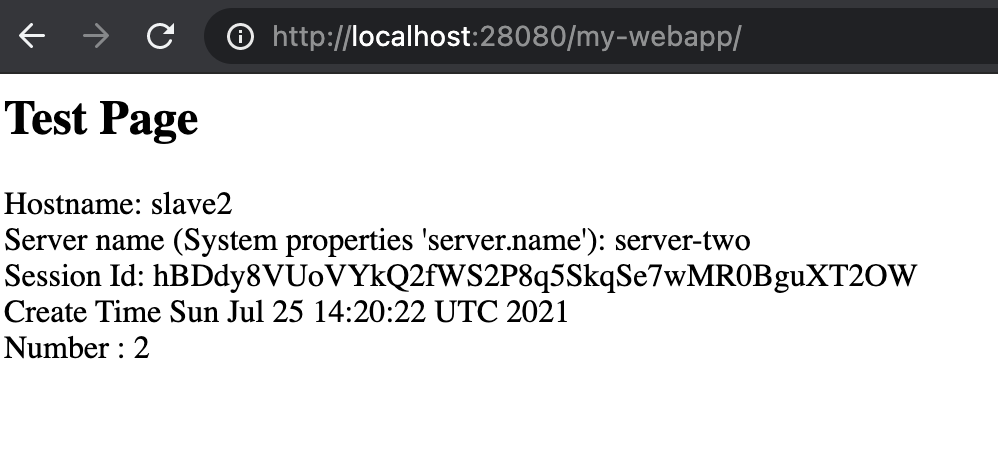 http://localhost:28080/my-webapp/
Test Page
Hostname: slave2
Server name (System properties 'server.name'): server-two
Session Id: hBDdy8VUoVYkQ2fWS2P8q5SkqSe7wMR0BguXT2OW
Create Time Sun Jul 25 14:20:22 UTC 2021
Number : 2